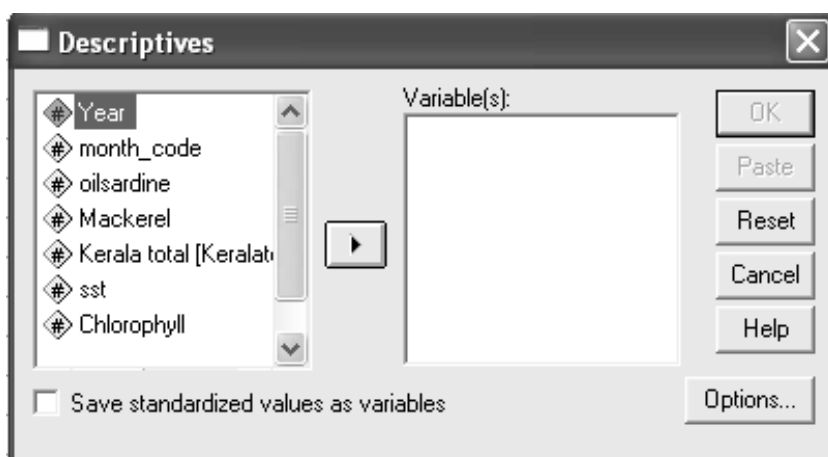 Descriptives
Year
month_code
oilsardine
Mackerel
Kerala total [Keralat
sst
Chlorophyll
Variable(s):
OK
Paste
Reset
Cancel
Help
Save standardized values as variables
Options...